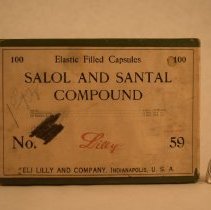 100 Elastic Filled Capsules 100
SALOL AND SANTAL
COMPOUND
No. Lilly 59
ELI LILLY AND COMPANY, INDIANAPOLIS, U. S. A